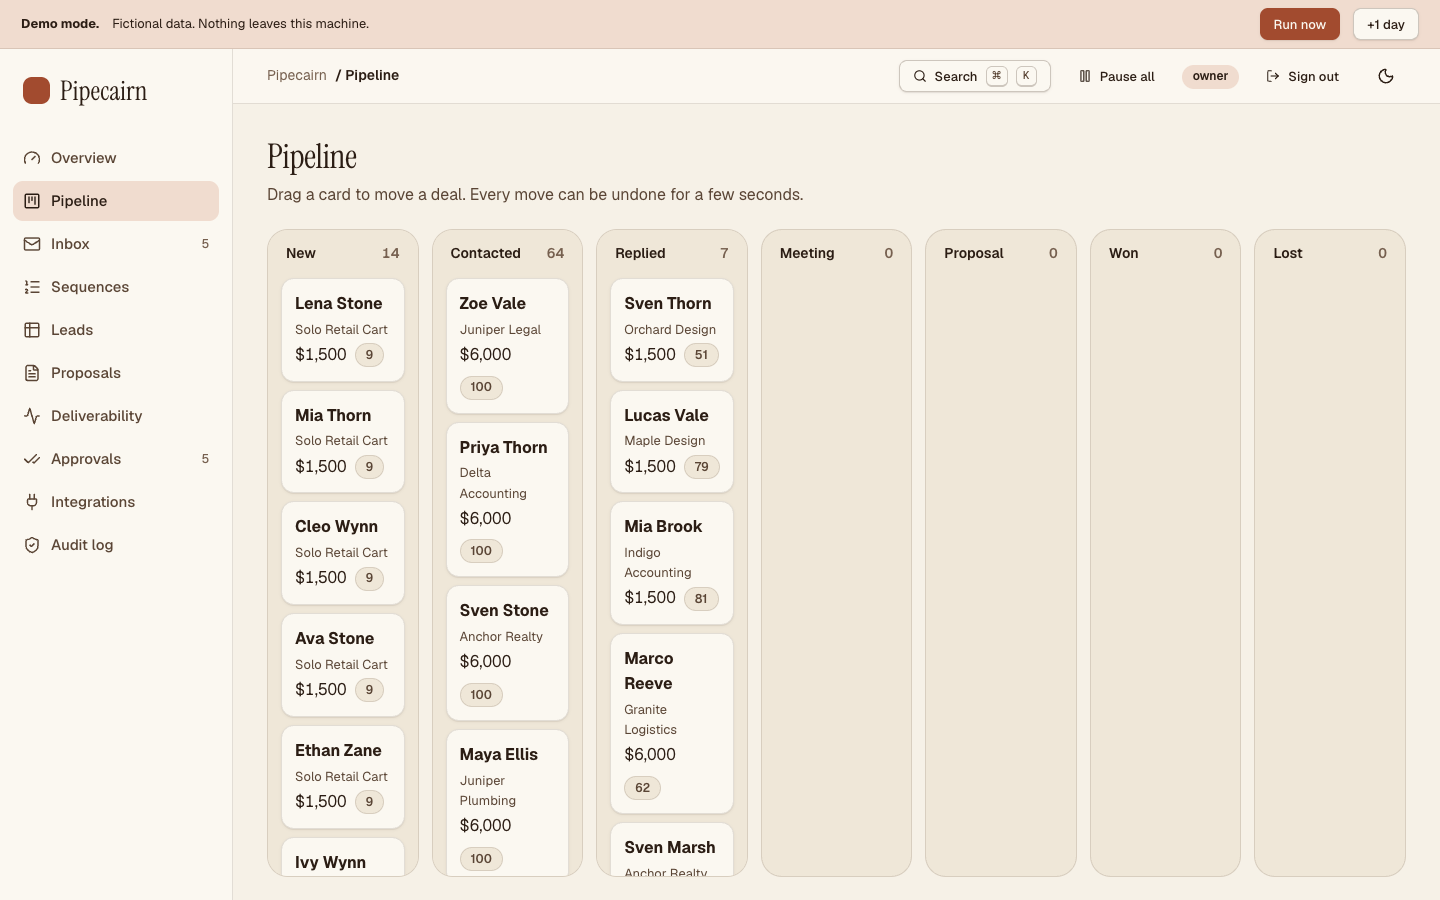 Demo mode. Fictional data. Nothing leaves this machine.
Run now
+1 day
Pipecairn
Pipecairn / Pipeline
Search ⌘ K
Pause all
owner
Sign out
Overview
Pipeline
Inbox 5
Sequences
Leads
Proposals
Deliverability
Approvals 5
Integrations
Audit log
Pipeline
Drag a card to move a deal. Every move can be undone for a few seconds.
New 14
Lena Stone
Solo Retail Cart
$1,500 9
Mia Thorn
Solo Retail Cart
$1,500 9
Cleo Wynn
Solo Retail Cart
$1,500 9
Ava Stone
Solo Retail Cart
$1,500 9
Ethan Zane
Solo Retail Cart
$1,500 9
Ivy Wynn
Contacted 64
Zoe Vale
Juniper Legal
$6,000
100
Priya Thorn
Delta
Accounting
$6,000
100
Sven Stone
Anchor Realty
$6,000
100
Maya Ellis
Juniper
Plumbing
$6,000
100
Replied 7
Sven Thorn
Orchard Design
$1,500 51
Lucas Vale
Maple Design
$1,500 79
Mia Brook
Indigo
Accounting
$1,500 81
Marco
Reeve
Granite
Logistics
$6,000
62
Sven Marsh
Anchor Realty
Meeting 0
Proposal 0
Won 0
Lost 0